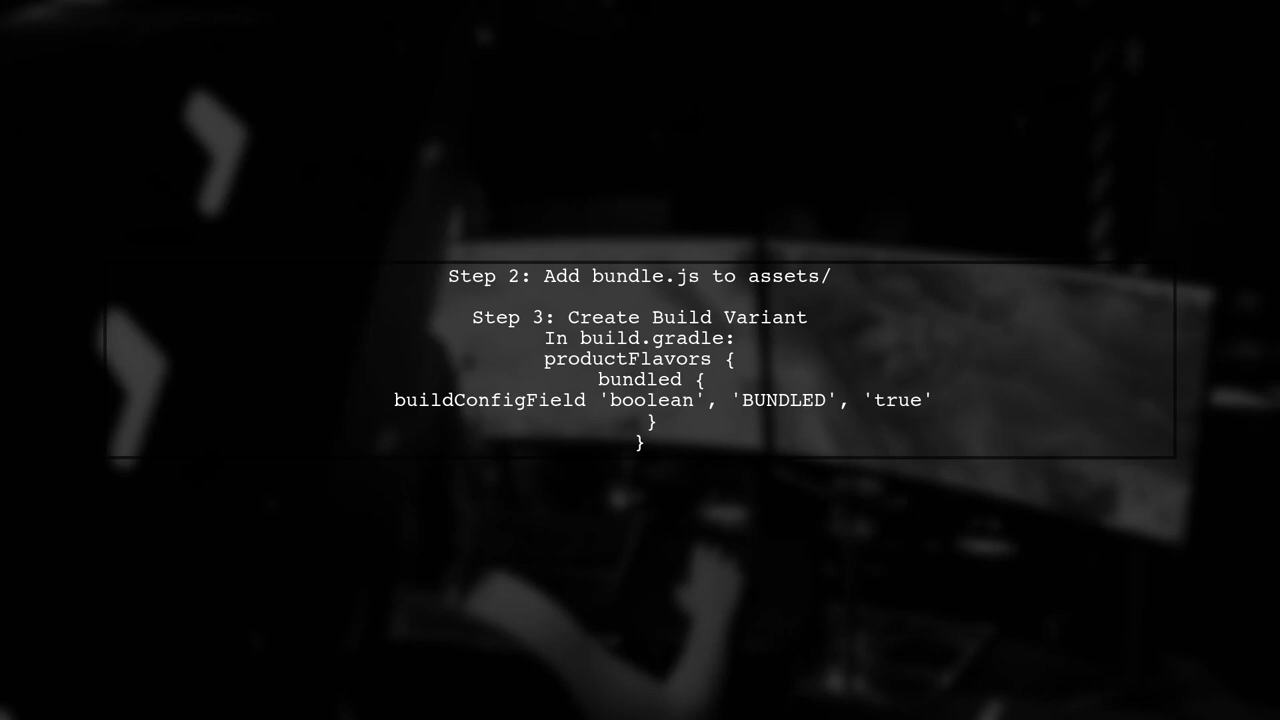 Step 2: Add bundle.js to assets/
Step 3: Create Build Variant
In build.gradle:
productFlavors {
bundled {
buildConfigField 'boolean', 'BUNDLED', 'true'
}
}